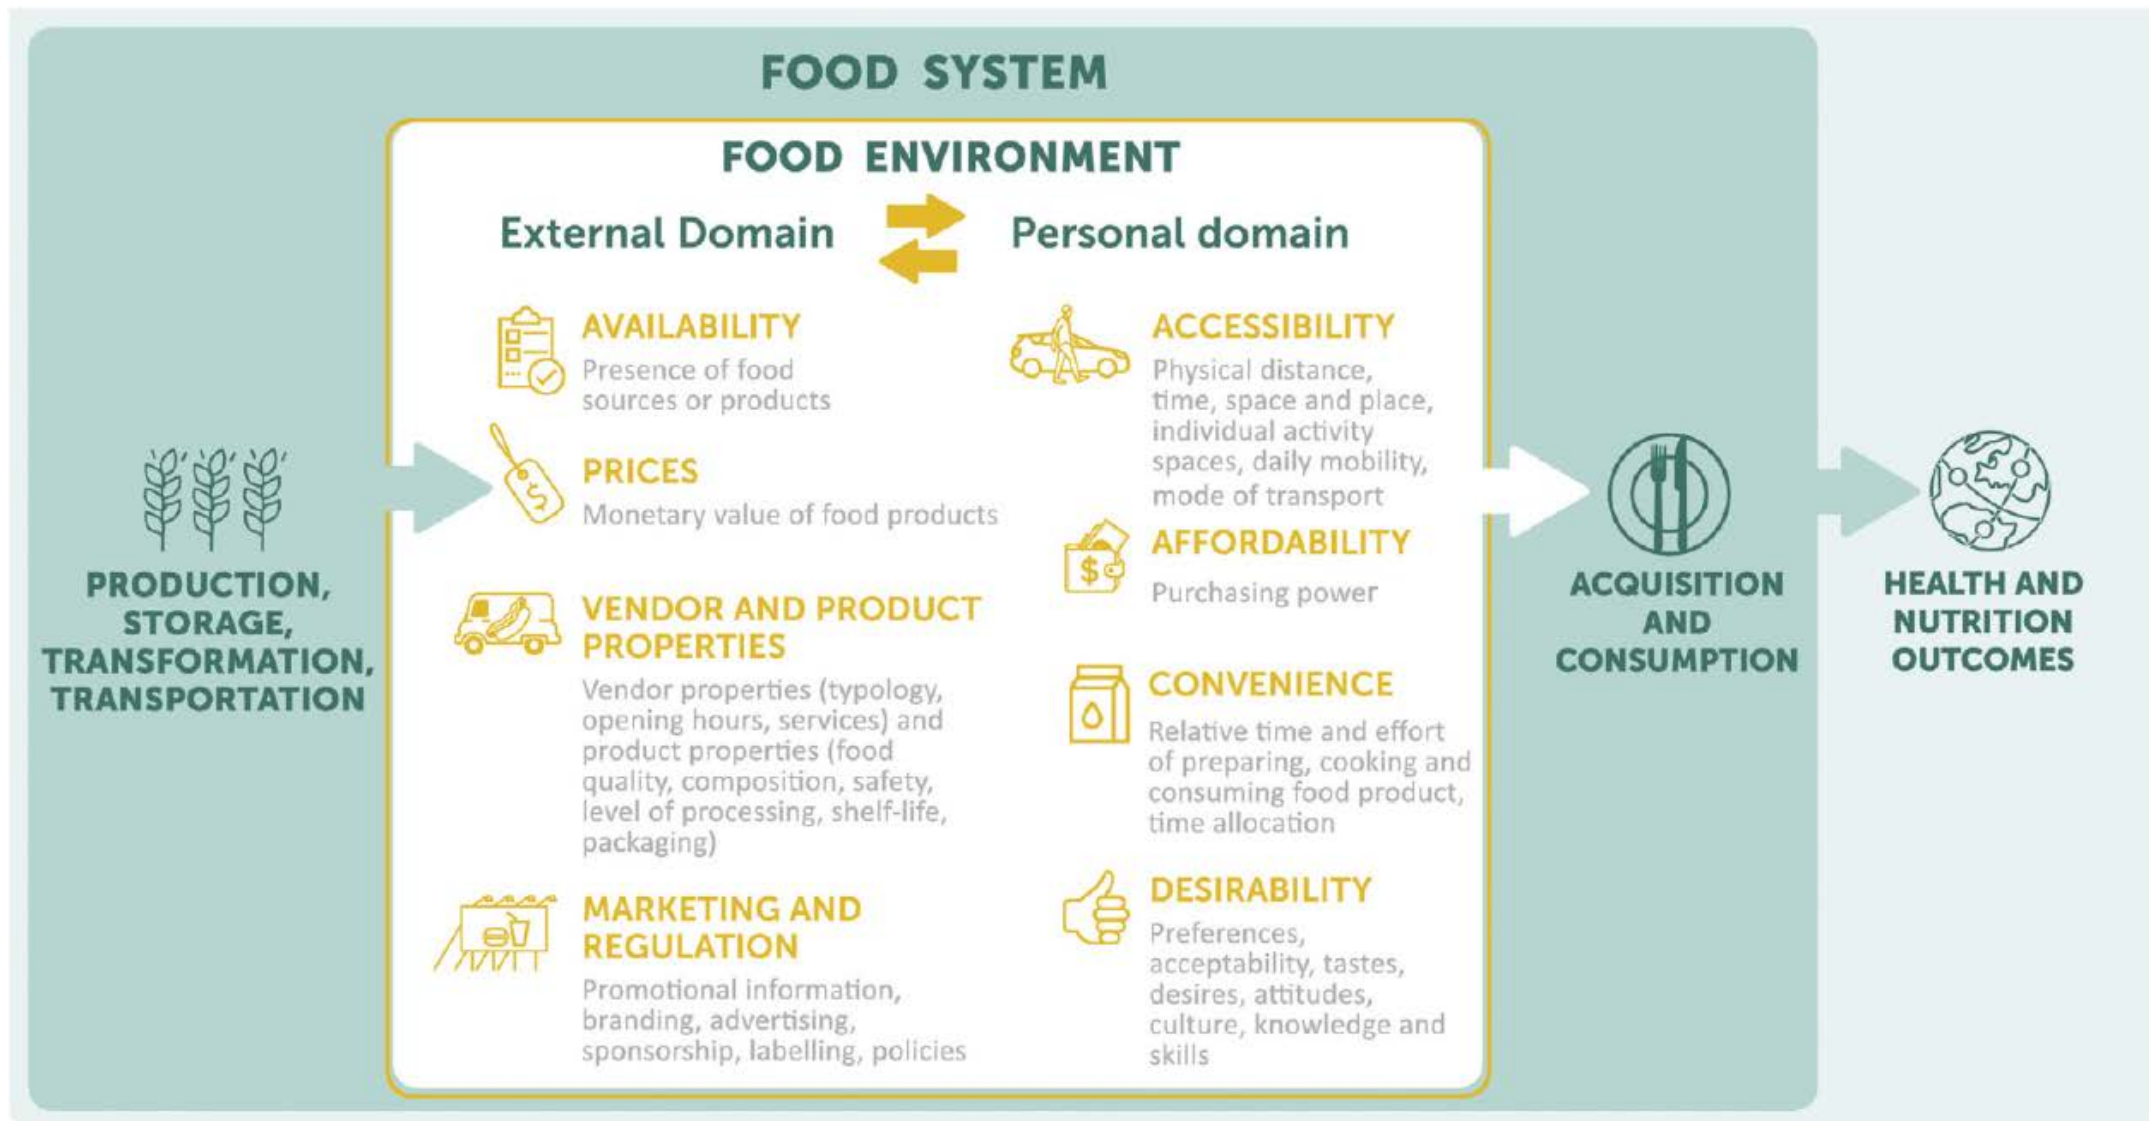 FOOD SYSTEM
FOOD ENVIRONMENT
External Domain
Personal domain
AVAILABILITY
Presence of food
sources or products
PRICES
Monetary value of food products
VENDOR AND PRODUCT
PROPERTIES
Vendor properties (typology,
opening hours, services) and
product properties (food
quality, composition, safety,
level of processing, shelf-life,
packaging)
MARKETING AND
REGULATION
Promotional information,
branding, advertising,
sponsorship, labelling, policies
ACCESSIBILITY
Physical distance,
time, space and place,
individual activity
spaces, daily mobility,
mode of transport
AFFORDABILITY
Purchasing power
CONVENIENCE
Relative time and effort
of preparing, cooking and
consuming food product,
time allocation
DESIRABILITY
Preferences,
acceptability, tastes,
desires, attitudes,
culture, knowledge and
skills
PRODUCTION,
STORAGE,
TRANSFORMATION,
TRANSPORTATION
ACQUISITION
AND
CONSUMPTION
HEALTH AND
NUTRITION
OUTCOMES